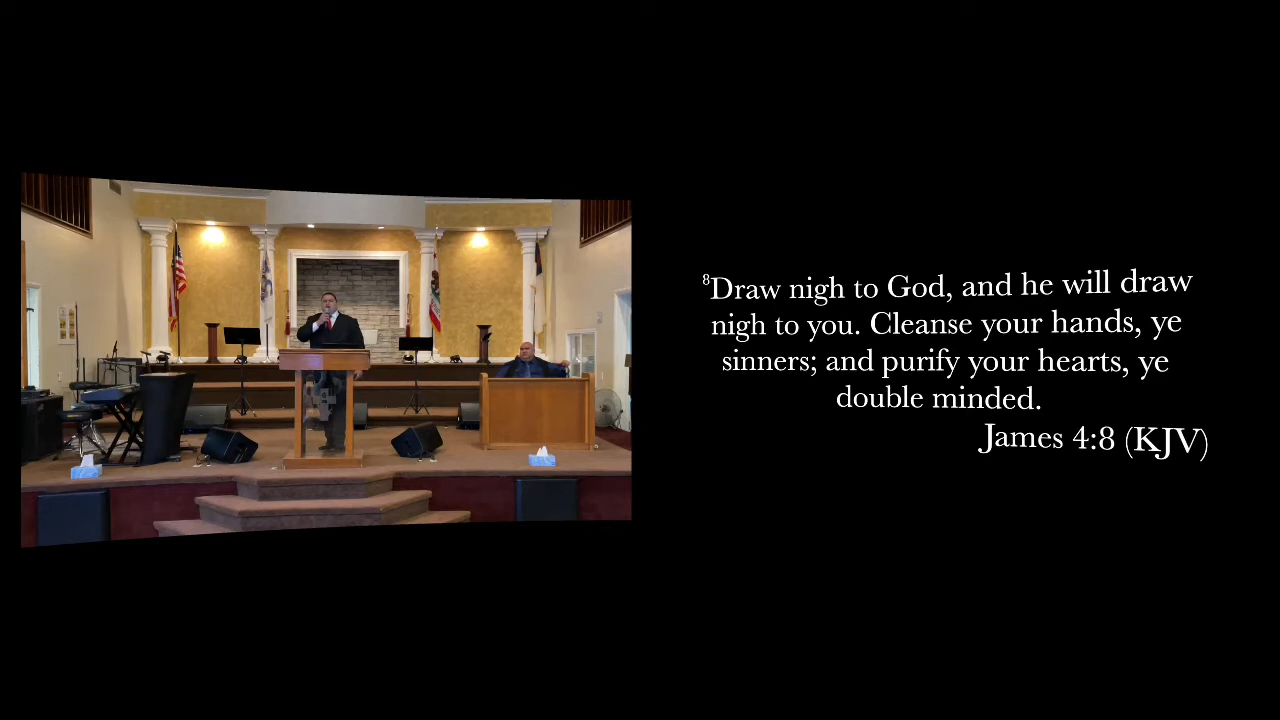 ⁸Draw nigh to God, and he will draw
nigh to you. Cleanse your hands, ye
sinners; and purify your hearts, ye
double minded.
James 4:8 (KJV)